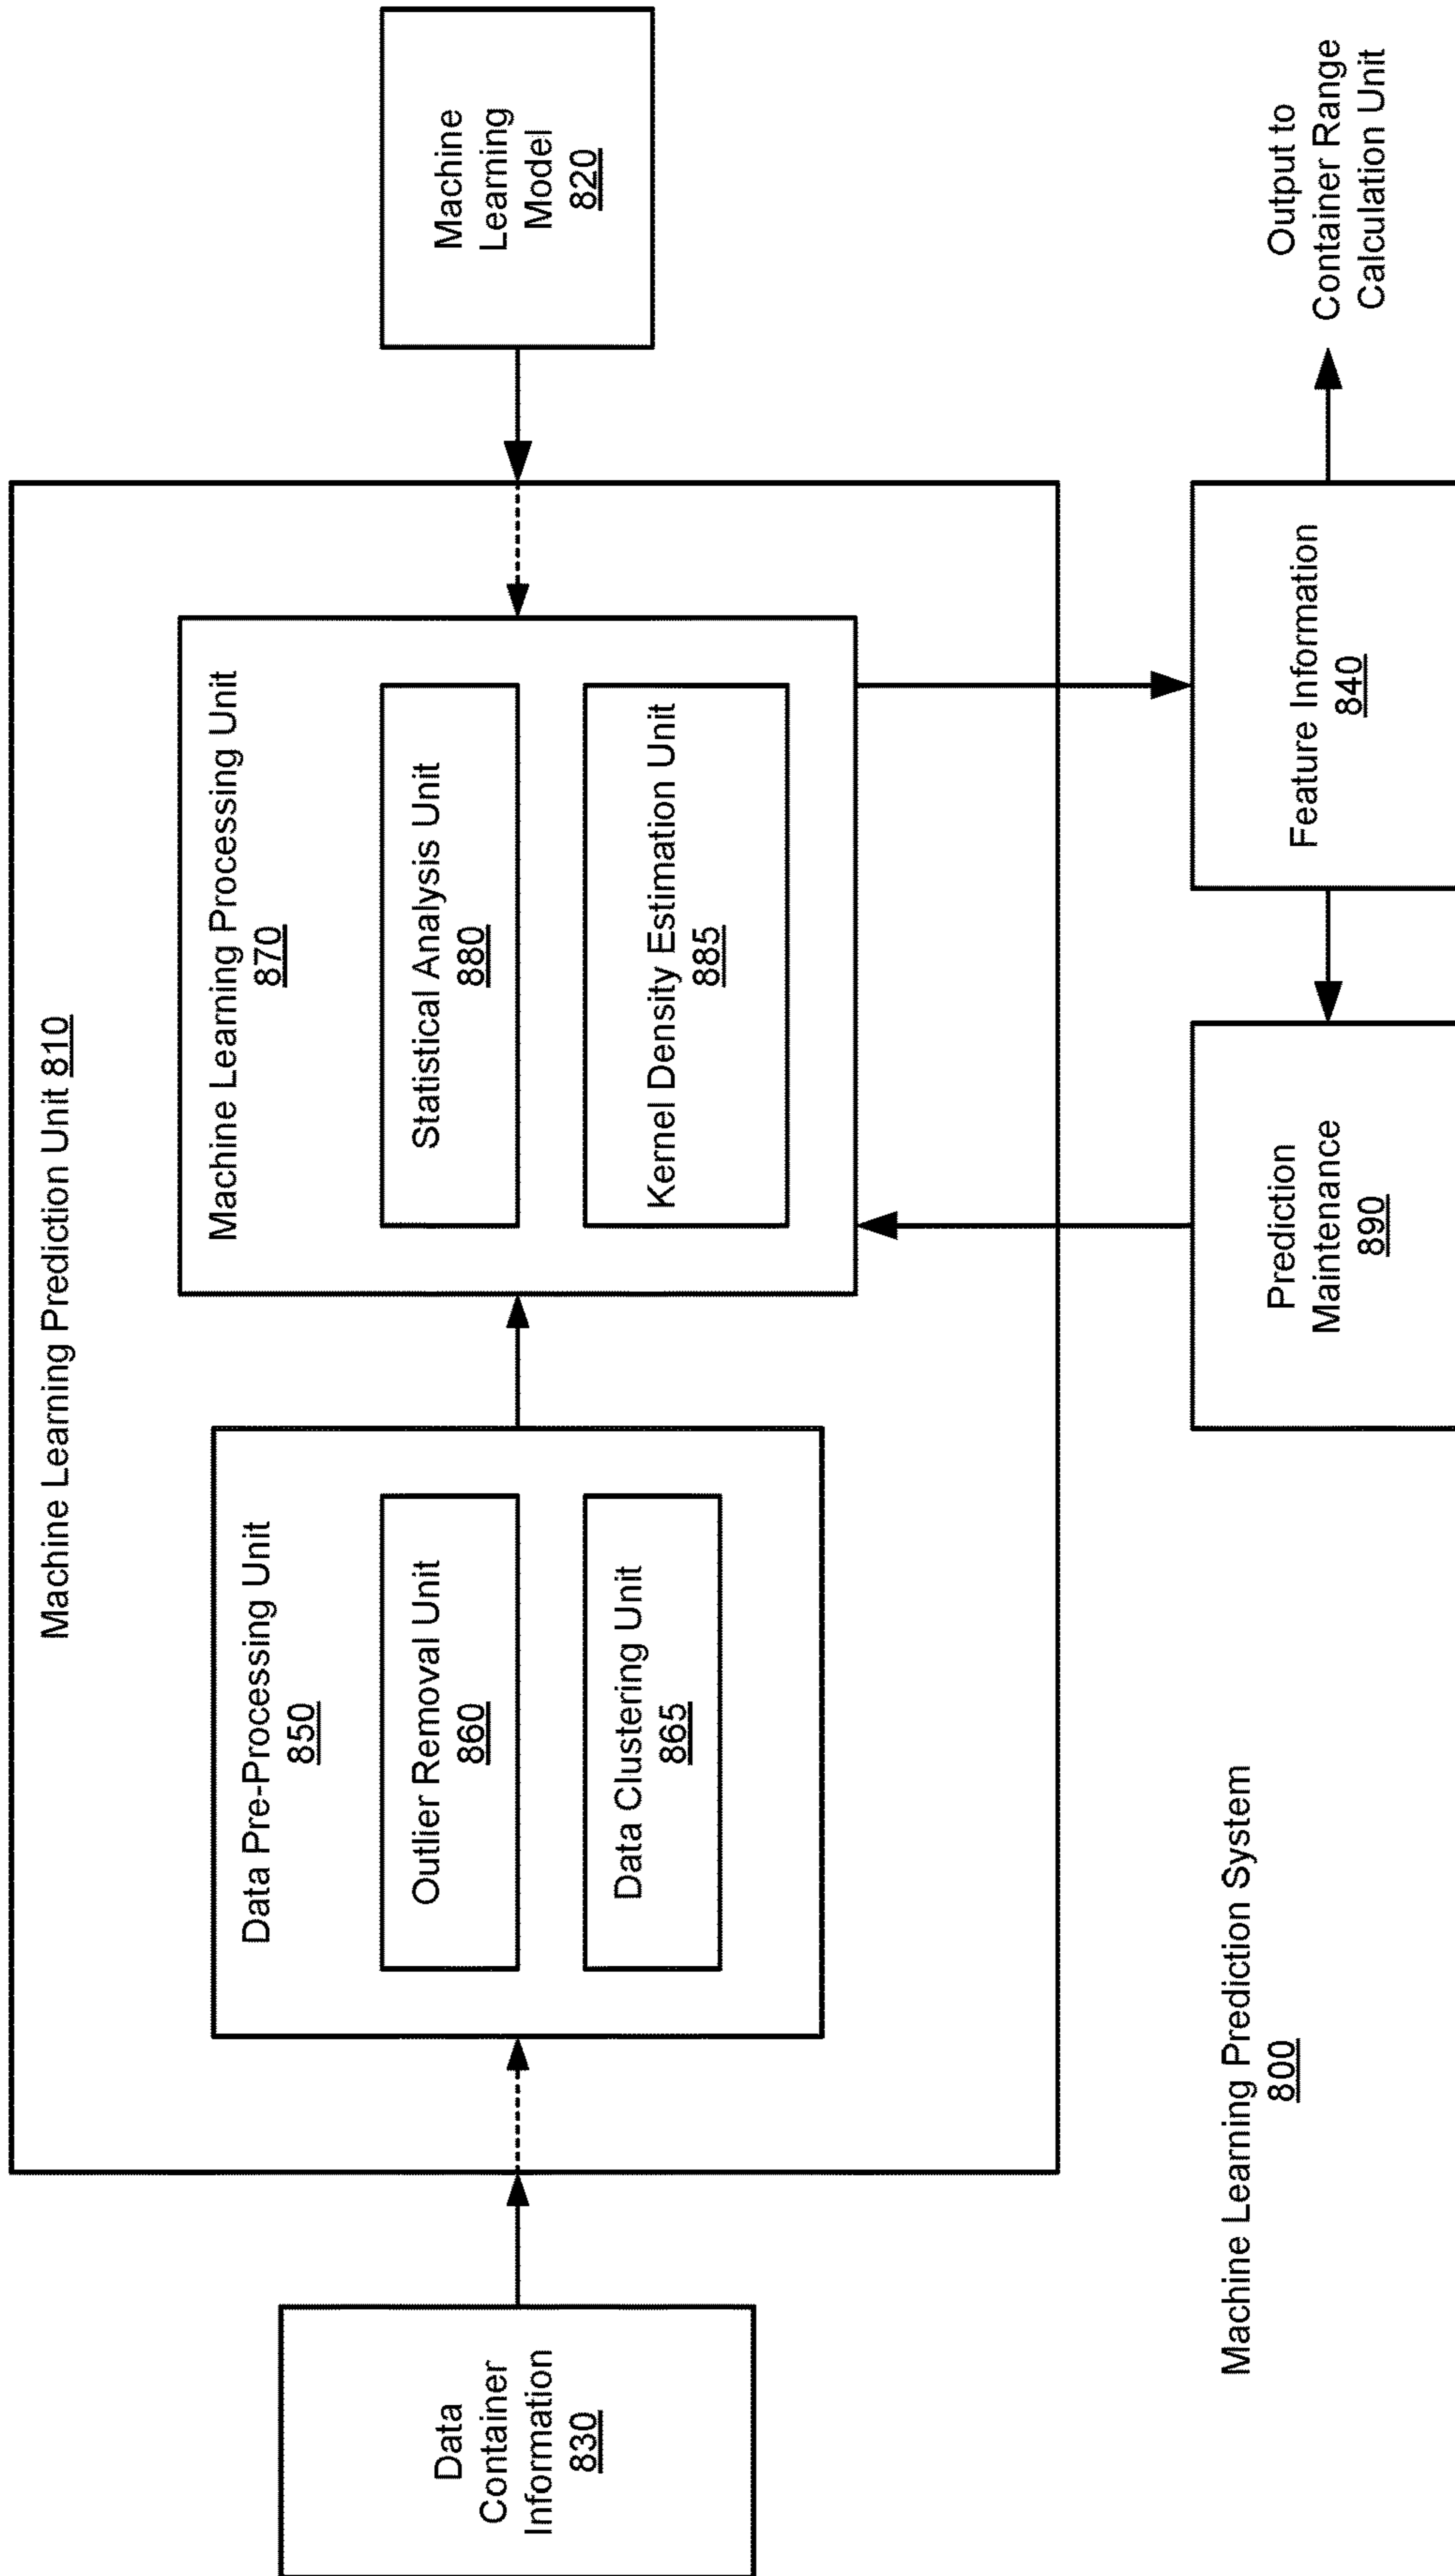 Machine Learning Prediction Unit 810
Data
Container
Information
830
Data Pre-Processing Unit
850
Outlier Removal Unit
860
Data Clustering Unit
865
Machine Learning Processing Unit
870
Statistical Analysis Unit
880
Kernel Density Estimation Unit
885
Machine
Learning
Model
820
Machine Learning Prediction System
800
Prediction
Maintenance
890
Feature Information
840
Output to
Container Range
Calculation Unit